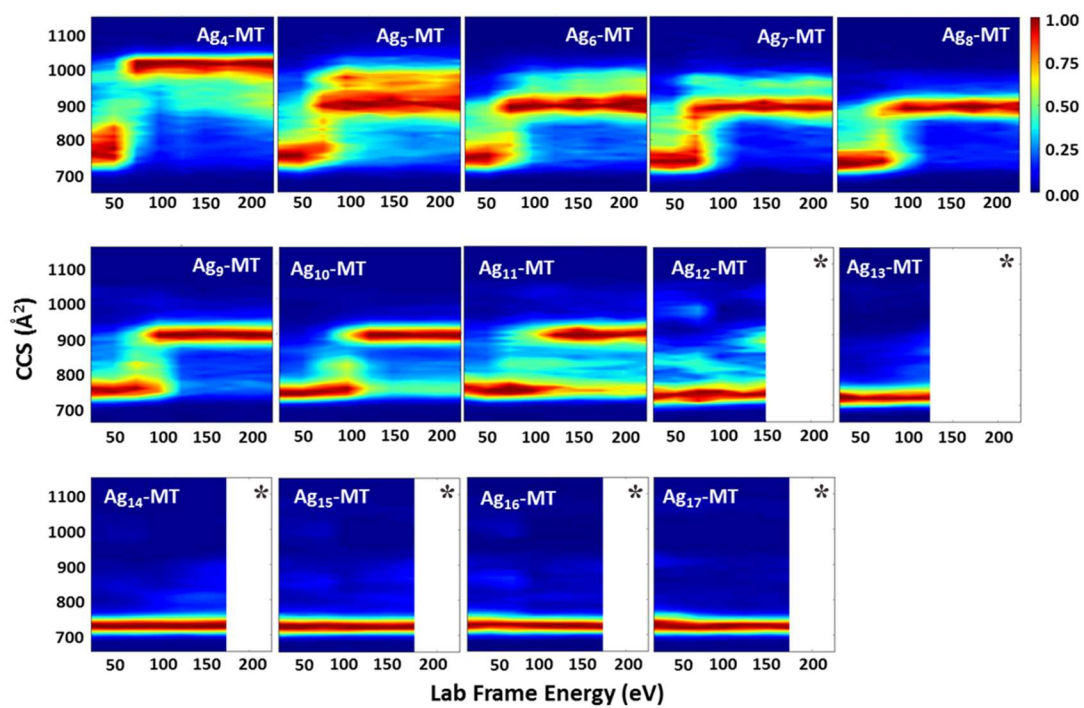 1100
1000
900
800
700
Ag₄-MT
Ag₅-MT
Ag₆-MT
Ag₇-MT
Ag₈-MT
1.00
0.75
0.50
0.25
0.00
50 100 150 200
50 100 150 200
50 100 150 200
50 100 150 200
50 100 150 200
CCS (Å²)
1100
1000
900
800
700
Ag₉-MT
Ag₁₀-MT
Ag₁₁-MT
Ag₁₂-MT
*
Ag₁₃-MT
*
50 100 150 200
50 100 150 200
50 100 150 200
50 100 150 200
50 100 150 200
1100
1000
900
800
700
Ag₁₄-MT
*
Ag₁₅-MT
*
Ag₁₆-MT
*
Ag₁₇-MT
*
50 100 150 200
50 100 150 200
50 100 150 200
50 100 150 200
Lab Frame Energy (eV)